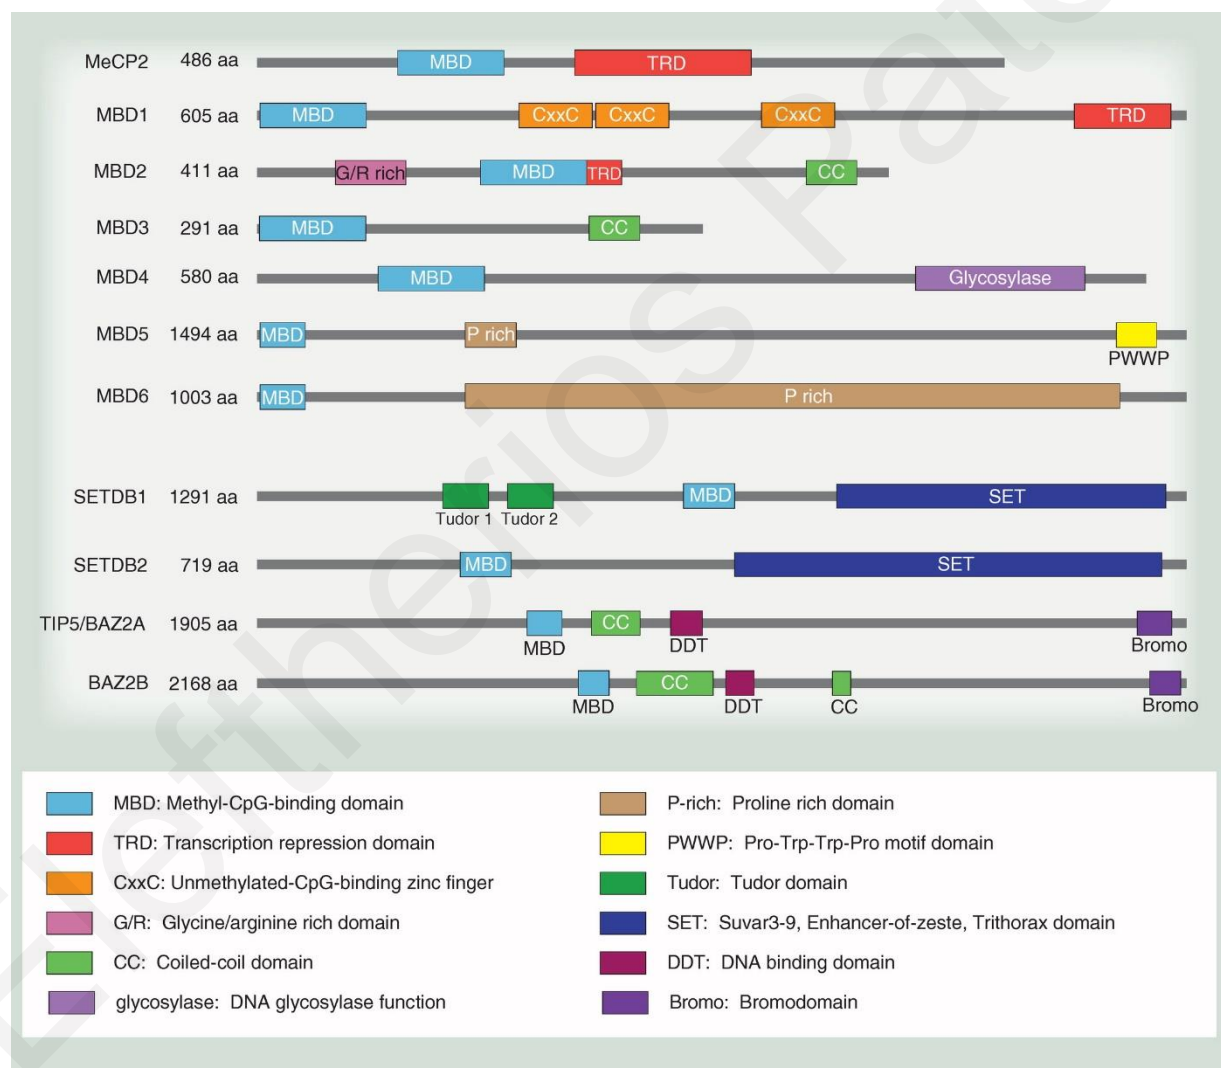 MeCP2 486 aa MBD TRD
MBD1 605 aa MBD CxxC CxxC CxxC TRD
MBD2 411 aa G/R rich MBD TRD CC
MBD3 291 aa MBD CC
MBD4 580 aa MBD Glycosylase
MBD5 1494 aa MBD P rich
PWWP
MBD6 1003 aa MBD P rich
SETDB1 1291 aa MBD SET
Tudor 1 Tudor 2
SETDB2 719 aa MBD SET
TIP5/BAZ2A 1905 aa CC
MBD DDT Bromo
BAZ2B 2168 aa CC
MBD DDT CC Bromo
MBD: Methyl-CpG-binding domain
TRD: Transcription repression domain
CxxC: Unmethylated-CpG-binding zinc finger
G/R: Glycine/arginine rich domain
CC: Coiled-coil domain
glycosylase: DNA glycosylase function
P-rich: Proline rich domain
PWWP: Pro-Trp-Trp-Pro motif domain
Tudor: Tudor domain
SET: Suvar3-9, Enhancer-of-zeste, Trithorax domain
DDT: DNA binding domain
Bromo: Bromodomain
Eleftherios